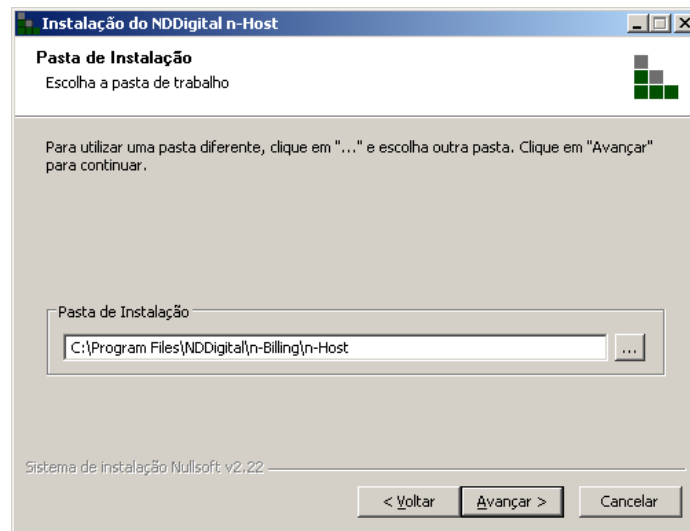 Instalação do NDDigital n-Host
Pasta de Instalação
Escolha a pasta de trabalho
Para utilizar uma pasta diferente, clique em "..." e escolha outra pasta. Clique em "Avançar"
para continuar.
Pasta de Instalação
C:\Program Files\NDDigital\n-Billing\n-Host
...
Sistema de instalação Nullsoft v2.22
< Voltar
Avançar >
Cancelar